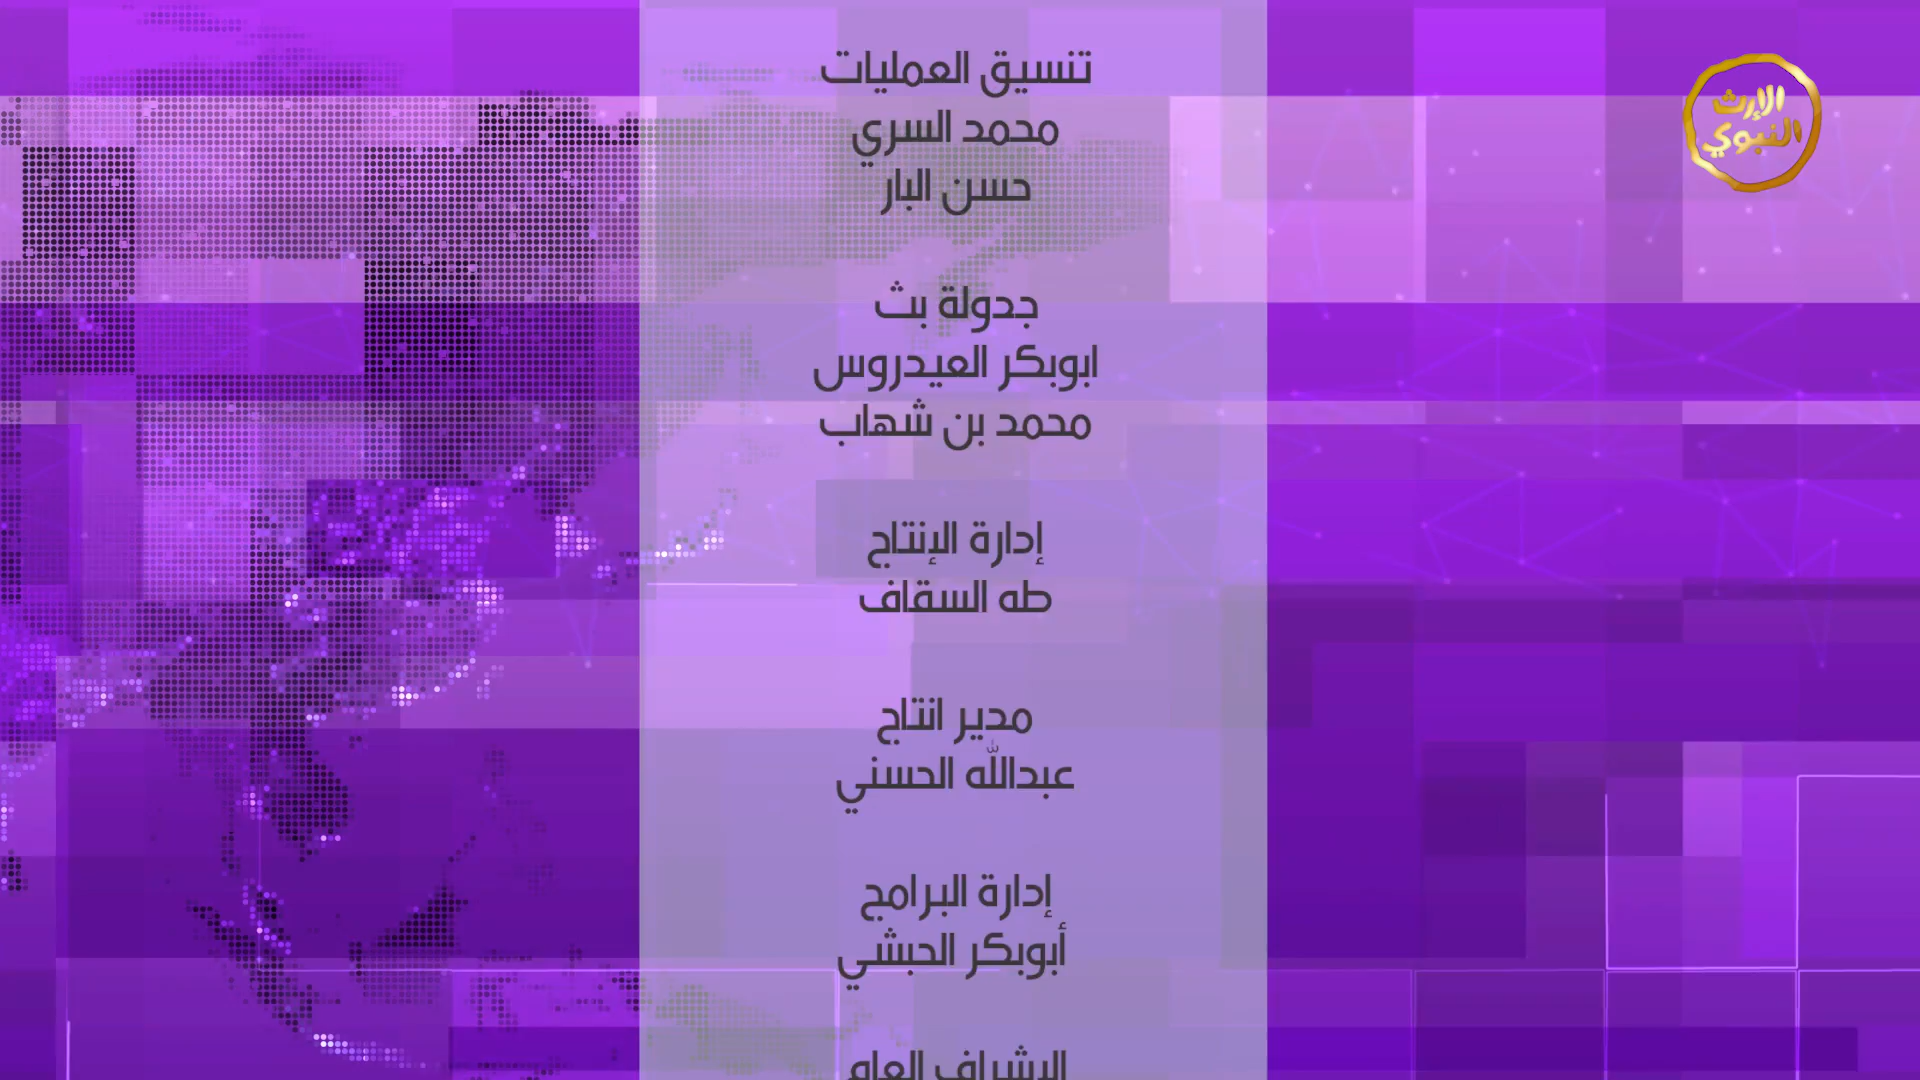 الإرث
النبوي
تنسيق العمليات
محمد السري
حسن البار
جدولة بث
ابوبكر العيدروس
محمد بن شهاب
إدارة الإنتاج
طه السقاف
مدير انتاج
عبدالله الحسني
إدارة البرامج
أبوبكر الحبشي
الإشراف العام